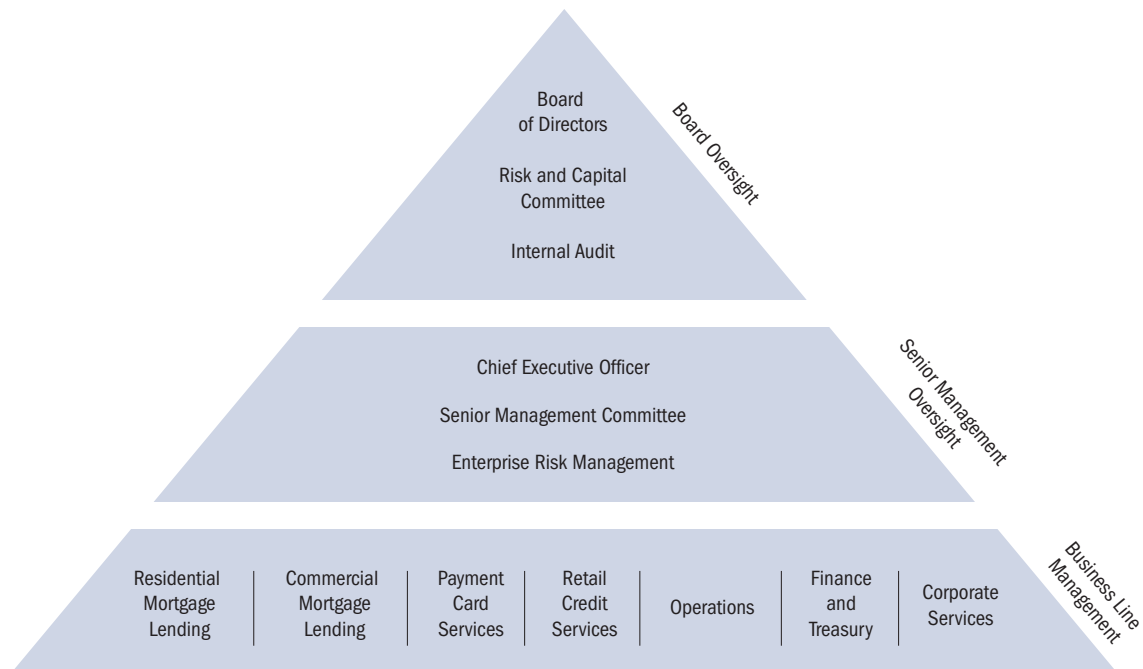 Board
of Directors
Risk and Capital
Committee
Internal Audit
Board Oversight
Chief Executive Officer
Senior Management Committee
Enterprise Risk Management
Senior Management
Oversight
Residential
Mortgage
Lending
Commercial
Mortgage
Lending
Payment
Card
Services
Retail
Credit
Services
Operations
Finance
and
Treasury
Corporate
Services
Business Line
Management